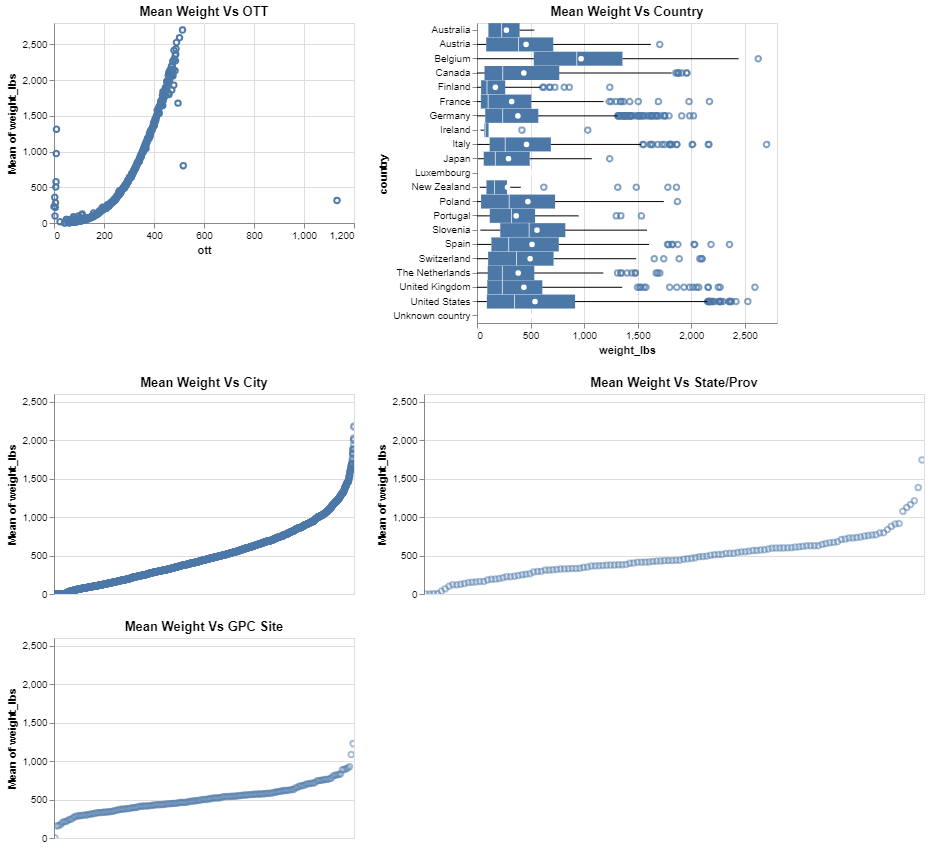 Mean Weight Vs OTT
Mean of weight_lbs
2,500
2,000
1,500
1,000
500
0
0 200 400 600 800 1,000 1,200
ott
Mean Weight Vs Country
country
Australia
Austria
Belgium
Canada
Finland
France
Germany
Ireland
Italy
Japan
Luxembourg
New Zealand
Poland
Portugal
Slovenia
Spain
Switzerland
The Netherlands
United Kingdom
United States
Unknown country
0 500 1,000 1,500 2,000 2,500
weight_lbs
Mean Weight Vs City
Mean of weight_lbs
2,500
2,000
1,500
1,000
500
0
Mean Weight Vs State/Prov
Mean of weight_lbs
2,500
2,000
1,500
1,000
500
0
Mean Weight Vs GPC Site
Mean of weight_lbs
2,500
2,000
1,500
1,000
500
0